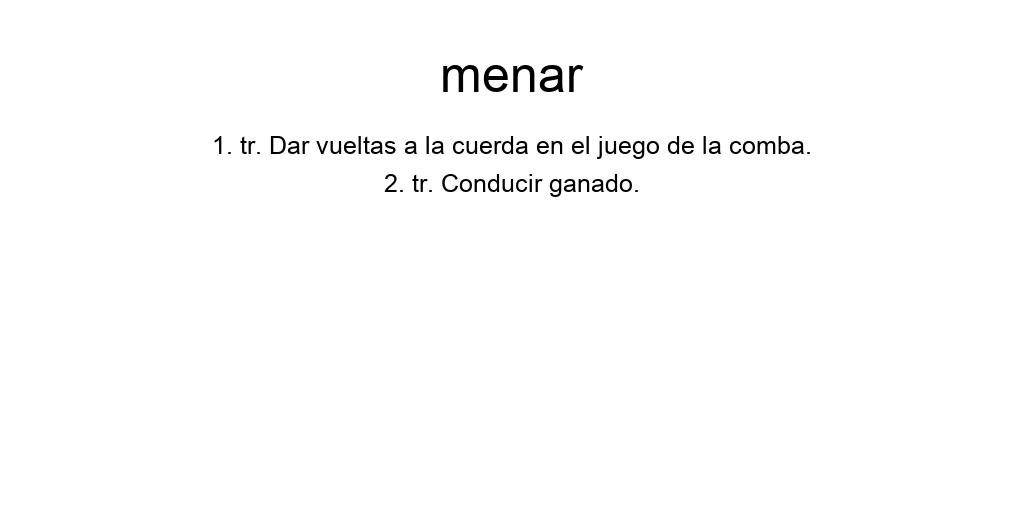 menar
1. tr. Dar vueltas a la cuerda en el juego de la comba.
2. tr. Conducir ganado.